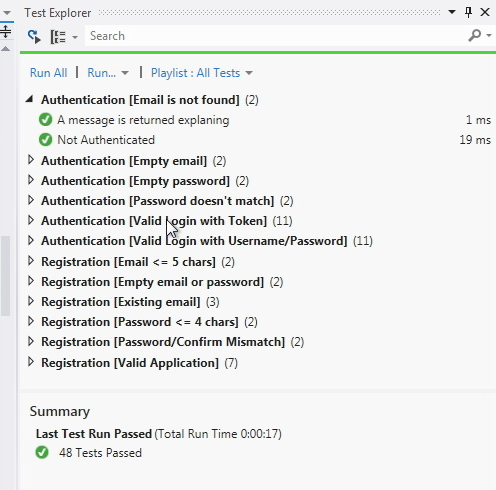 Test Explorer
Search
Run All | Run... | Playlist : All Tests
Authentication [Email is not found] (2)
A message is returned explaning 1 ms
Not Authenticated 19 ms
Authentication [Empty email] (2)
Authentication [Empty password] (2)
Authentication [Password doesn't match] (2)
Authentication [Valid Login with Token] (11)
Authentication [Valid Login with Username/Password] (11)
Registration [Email <= 5 chars] (2)
Registration [Empty email or password] (2)
Registration [Existing email] (3)
Registration [Password <= 4 chars] (2)
Registration [Password/Confirm Mismatch] (2)
Registration [Valid Application] (7)
Summary
Last Test Run Passed (Total Run Time 0:00:17)
48 Tests Passed